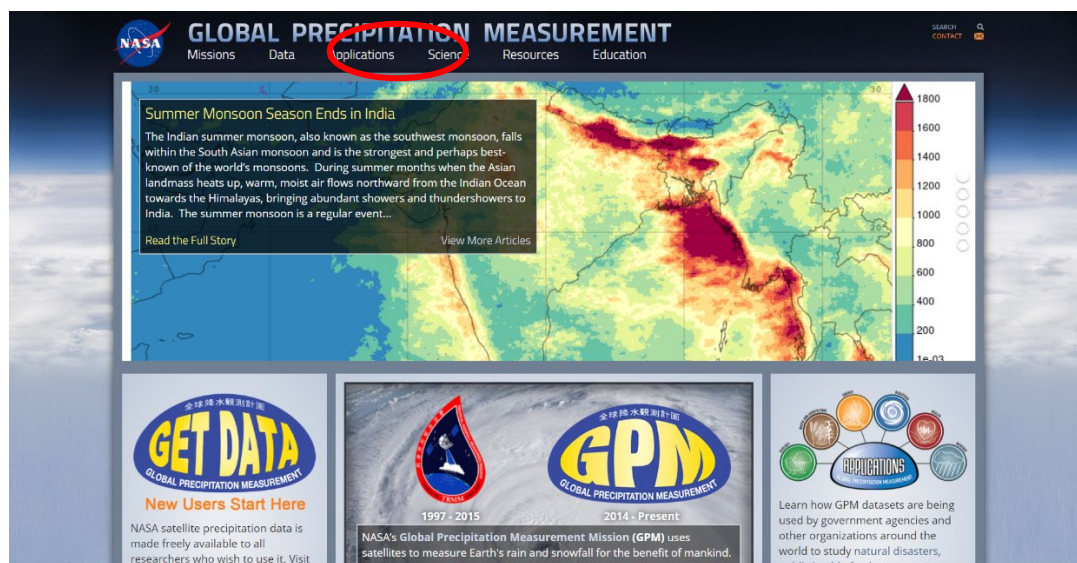 NASA
GLOBAL PRECIPITATION MEASUREMENT
SEARCH
CONTACT
Missions Data Applications Science Resources Education
30
30
Summer Monsoon Season Ends in India
The Indian summer monsoon, also known as the southwest monsoon, falls
within the South Asian monsoon and is the strongest and perhaps best-
known of the world's monsoons. During summer months when the Asian
landmass heats up, warm, moist air flows northward from the Indian Ocean
towards the Himalayas, bringing abundant showers and thundershowers to
India. The summer monsoon is a regular event...
Read the Full Story
View More Articles
20
1800
1600
1400
1200
1000
800
600
400
200
1e-03
全球降水観測計画
GET DATA
GLOBAL PRECIPITATION MEASUREMENT
New Users Start Here
NASA satellite precipitation data is
made freely available to all
researchers who wish to use it. Visit
TRMM
1997 - 2015
全球降水観測計画
GPM
GLOBAL PRECIPITATION MEASUREMENT
2014 - Present
NASA's Global Precipitation Measurement Mission (GPM) uses
satellites to measure Earth's rain and snowfall for the benefit of mankind.
APPLICATIONS
GLOBAL PRECIPITATION MEASUREMENT
Learn how GPM datasets are being
used by government agencies and
other organizations around the
world to study natural disasters,